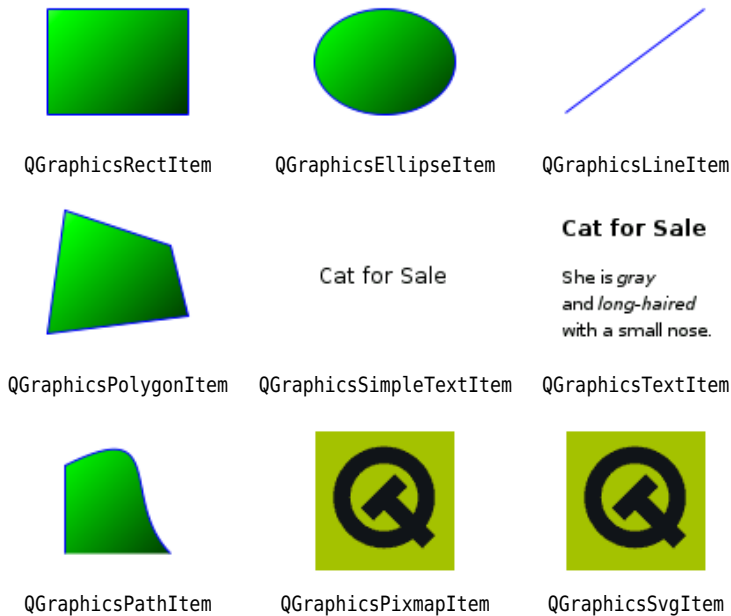 QGraphicsRectItem
QGraphicsEllipseItem
QGraphicsLineItem
Cat for Sale
Cat for Sale
She is gray
and long-haired
with a small nose.
QGraphicsPolygonItem
QGraphicsSimpleTextItem
QGraphicsTextItem
QGraphicsPathItem
QGraphicsPixmapItem
QGraphicsSvgItem